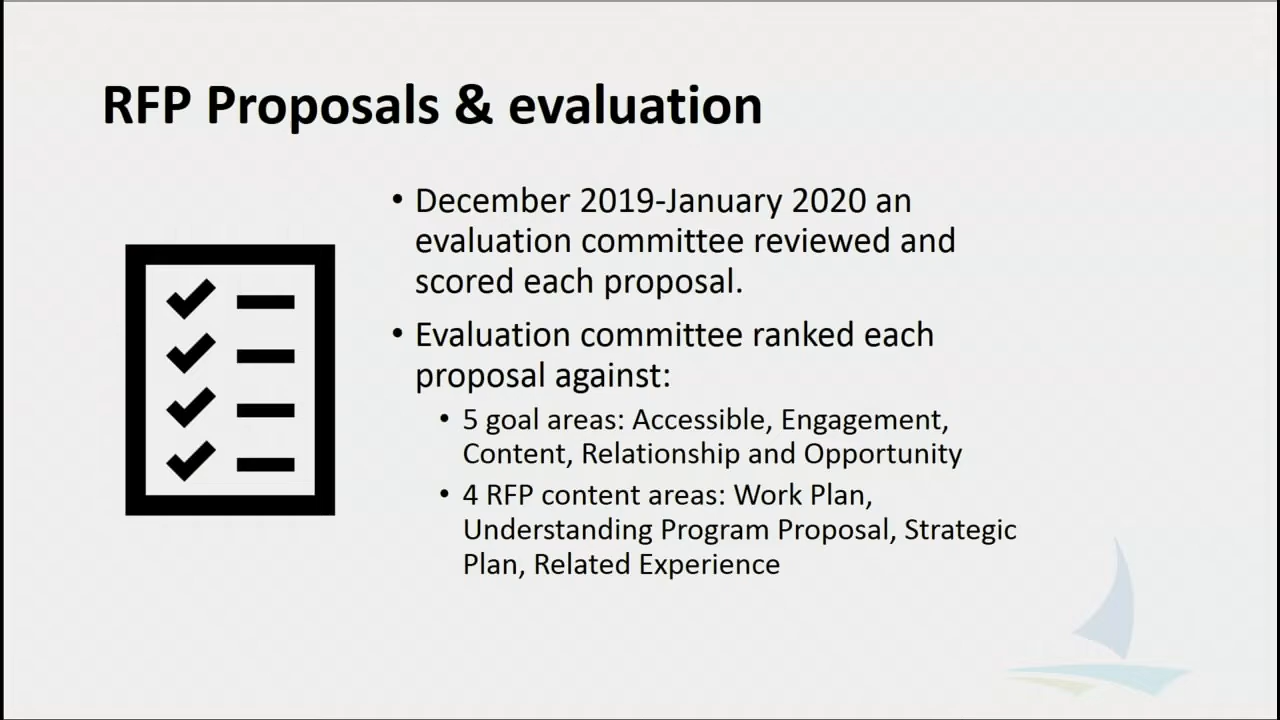 RFP Proposals & evaluation
• December 2019-January 2020 an
evaluation committee reviewed and
scored each proposal.
• Evaluation committee ranked each
proposal against:
• 5 goal areas: Accessible, Engagement,
Content, Relationship and Opportunity
• 4 RFP content areas: Work Plan,
Understanding Program Proposal, Strategic
Plan, Related Experience